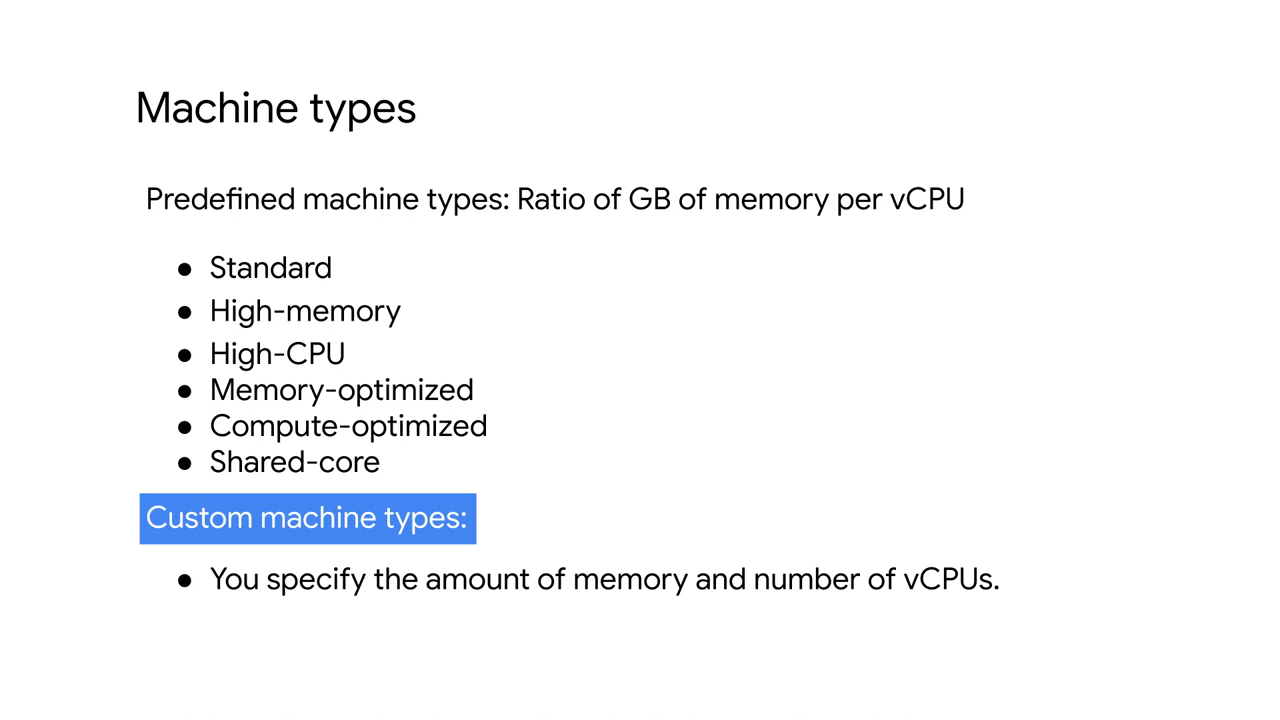 Machine types
Predefined machine types: Ratio of GB of memory per vCPU
● Standard
● High-memory
● High-CPU
● Memory-optimized
● Compute-optimized
● Shared-core
Custom machine types:
● You specify the amount of memory and number of vCPUs.